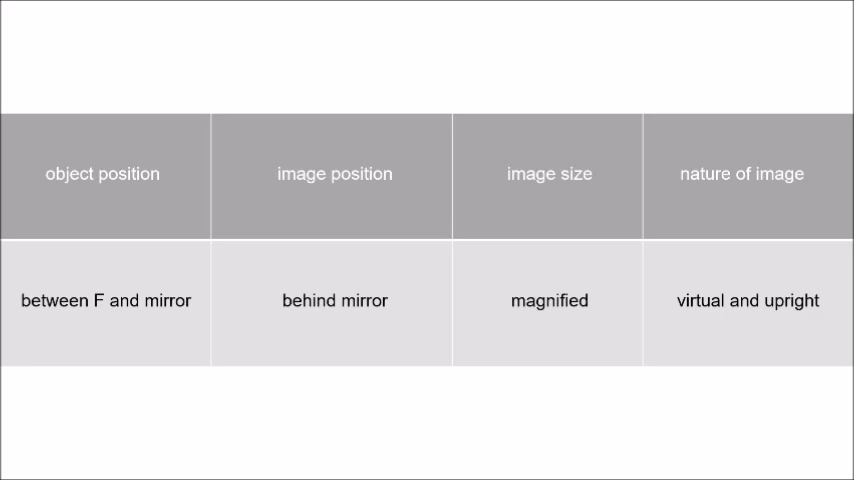 object position image position image size nature of image
between F and mirror behind mirror magnified virtual and upright